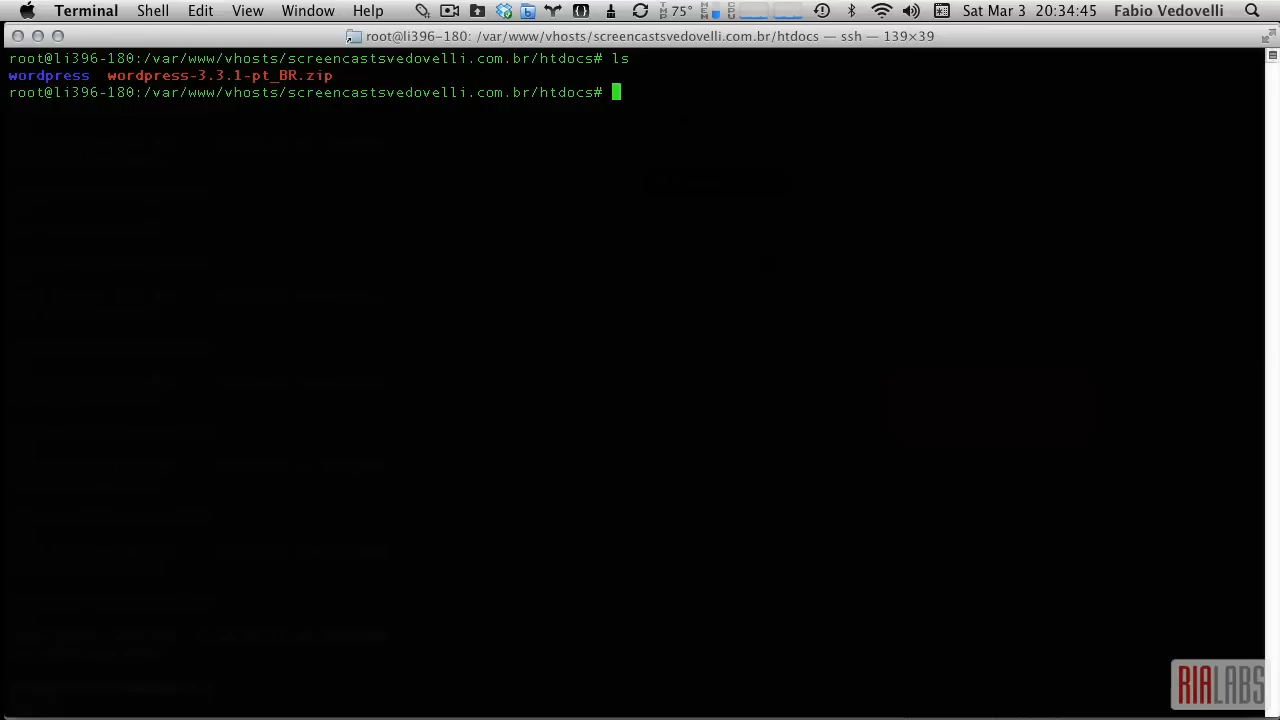 Terminal Shell Edit View Window Help 75° Sat Mar 3 20:34:45 Fabio Vedovelli
root@li396-180: /var/www/vhosts/screencastsvedovelli.com.br/htdocs — ssh — 139×39
root@li396-180:/var/www/vhosts/screencastsvedovelli.com.br/htdocs# ls
wordpress wordpress-3.3.1-pt_BR.zip
root@li396-180:/var/www/vhosts/screencastsvedovelli.com.br/htdocs#
RIALABS